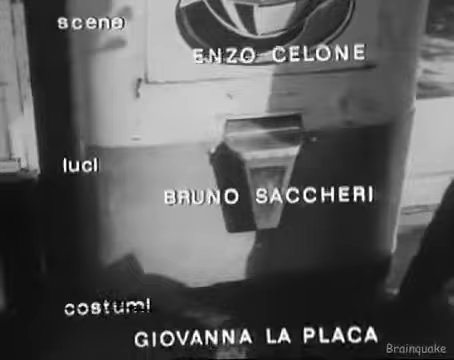 scene
ENZO CELONE
luci
BRUNO SACCHERI
costumi
GIOVANNA LA PLACA
Brainquake